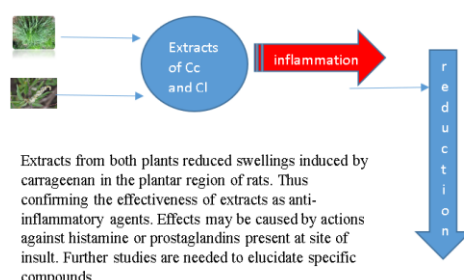 Extracts
of Cc
and Cl
inflammation
reduction
Extracts from both plants reduced swellings induced by
carrageenan in the plantar region of rats. Thus
confirming the effectiveness of extracts as anti-
inflammatory agents. Effects may be caused by actions
against histamine or prostaglandins present at site of
insult. Further studies are needed to elucidate specific
compounds